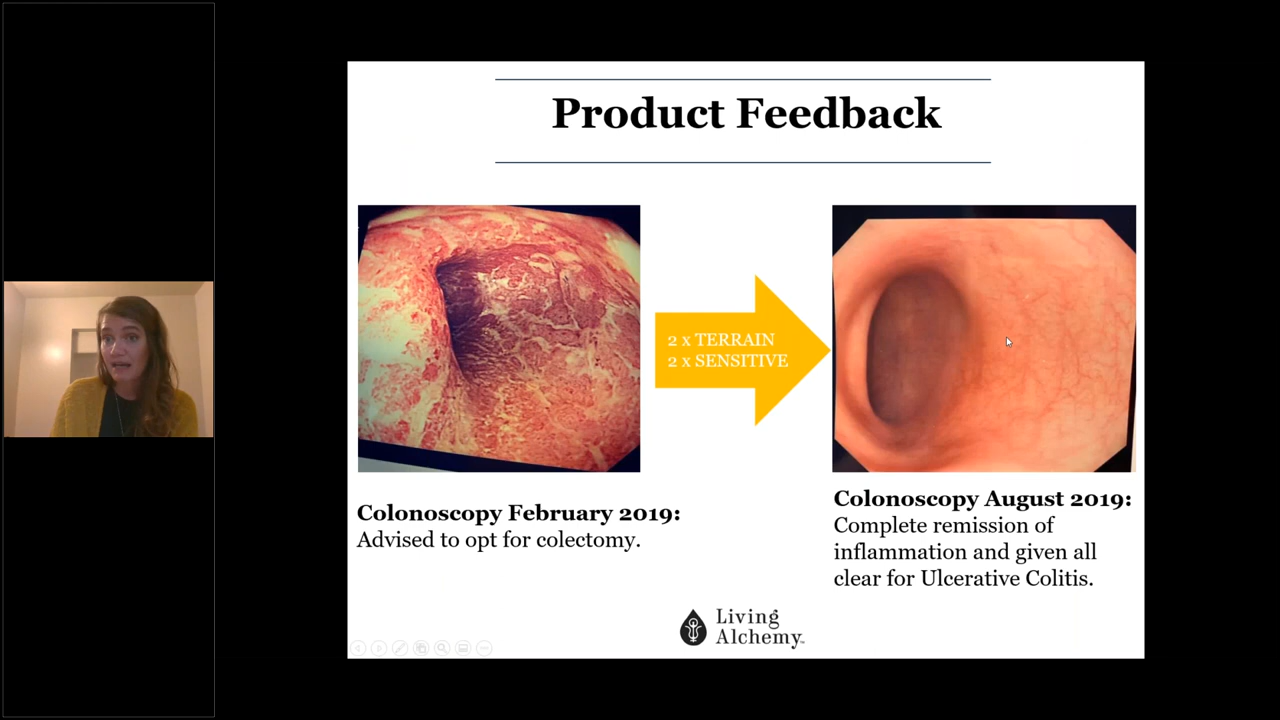 Product Feedback
2 x TERRAIN
2 x SENSITIVE
Colonoscopy February 2019:
Advised to opt for colectomy.
Colonoscopy August 2019:
Complete remission of
inflammation and given all
clear for Ulcerative Colitis.
Living
Alchemy™